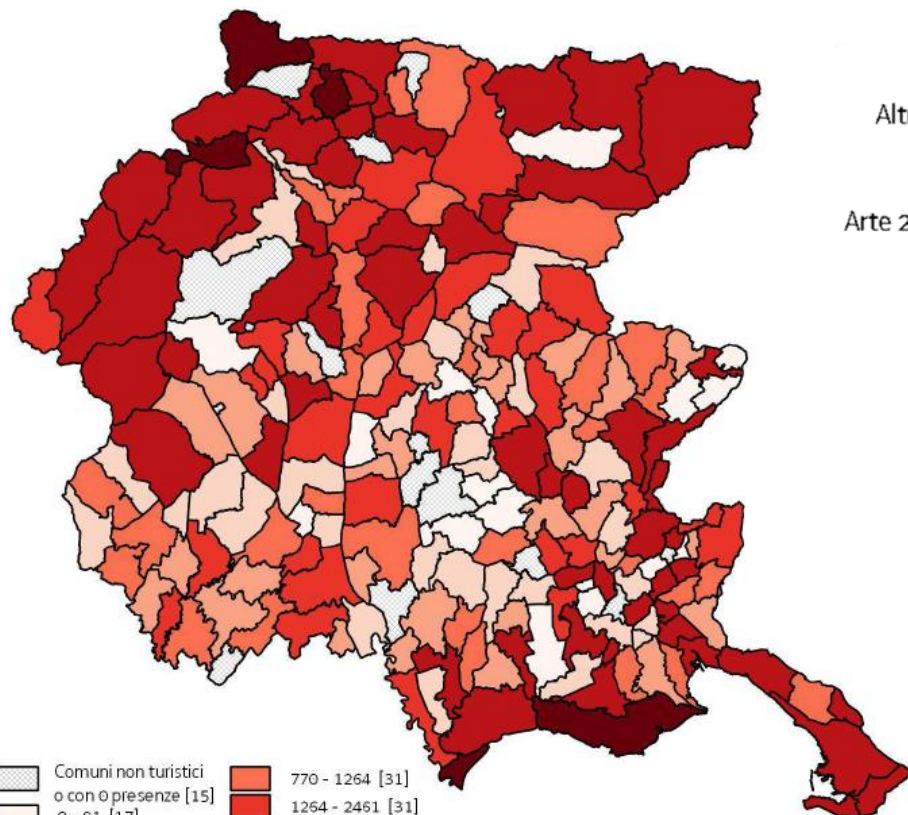 Alt
Arte 2
Comuni non turistici
o con 0 presenze [15]
770 - 1264 [31]
1264 - 2461 [31]